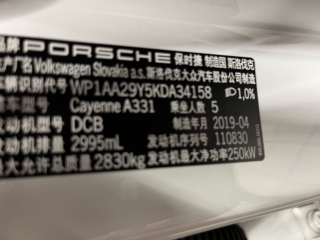 品牌 PORSCHE 保时捷 制造国 斯洛伐克
生产厂名 Volkswagen Slovakia a.s. 斯洛伐克大众汽车股份公司制造
车辆识别代号 WP1AA29Y5KDA34158 1,0%
整车型号 Cayenne A331 乘坐人数 5
发动机型号 DCB 制造年月 2019-04
发动机排量 2995mL 发动机序列号 110830
最大允许总质量 2830kg 发动机最大净功率 250kW